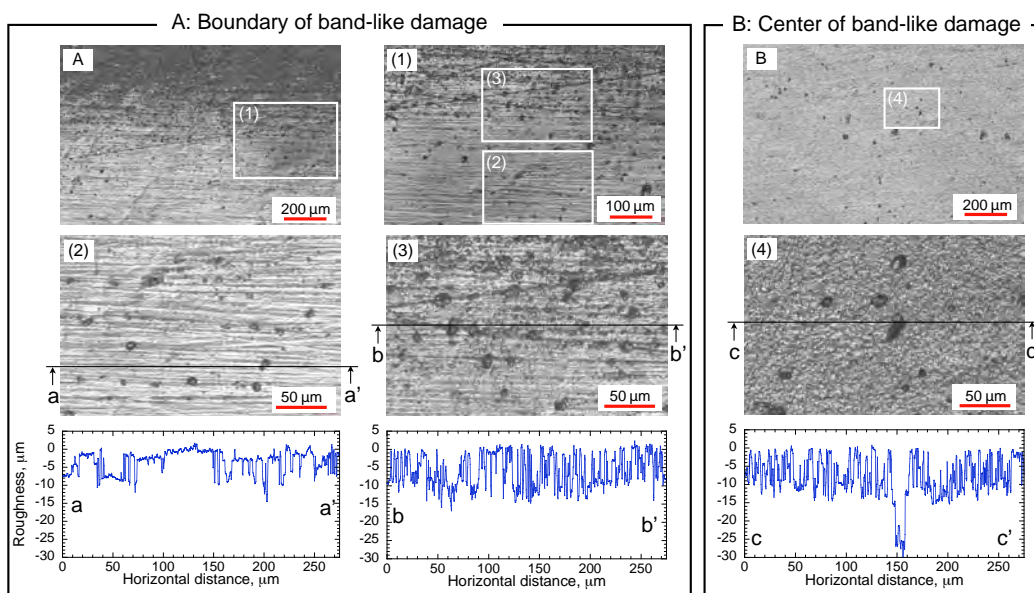 A: Boundary of band-like damage
B: Center of band-like damage
A
(1)
200 μm
(1)
(3)
(2)
100 μm
B
(4)
200 μm
(2)
a
a'
50 μm
(3)
b
b'
50 μm
(4)
c
c
50 μm
Roughness, μm
5
0
-5
-10
-15
-20
-25
-30
a
a'
0 50 100 150 200 250
Horizontal distance, μm
5
0
-5
-10
-15
-20
-25
-30
b
b'
0 50 100 150 200 250
Horizontal distance, μm
5
0
-5
-10
-15
-20
-25
-30
c
c'
0 50 100 150 200 250
Horizontal distance, μm